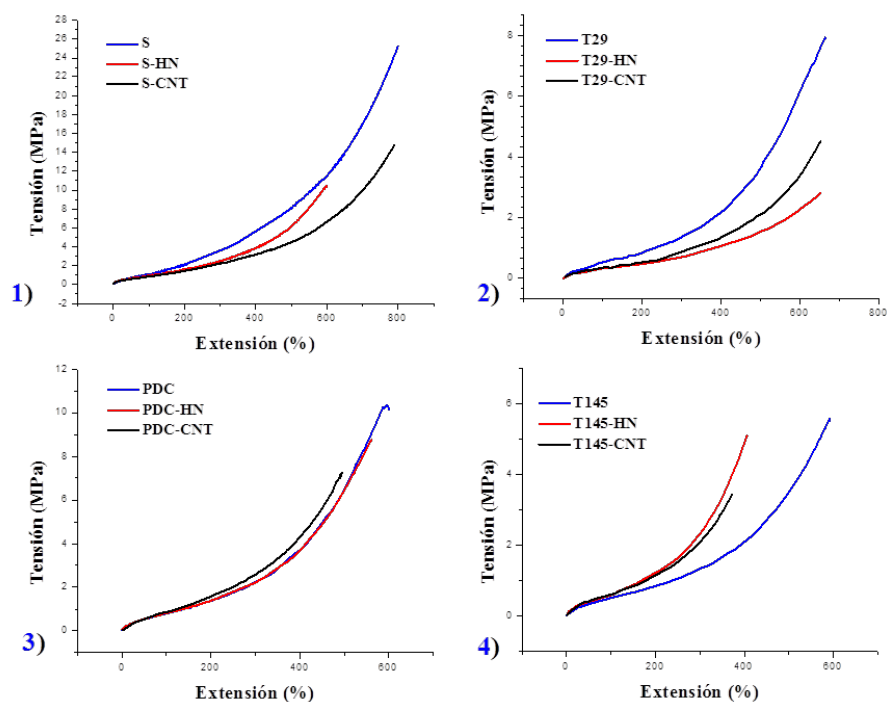 28
26
24
22
20
18
16
14
12
10
8
6
4
2
0
-2
Tensión (MPa)
S
S-HN
S-CNT
0 200 400 600 800
Extensión (%)
1)
8
6
4
2
0
Tensión (MPa)
T29
T29-HN
T29-CNT
0 200 400 600 800
Extensión (%)
2)
12
10
8
6
4
2
0
Tensión (MPa)
PDC
PDC-HN
PDC-CNT
0 200 400 600
Extensión (%)
3)
6
4
2
0
Tensión (MPa)
T145
T145-HN
T145-CNT
0 200 400 600
Extensión (%)
4)